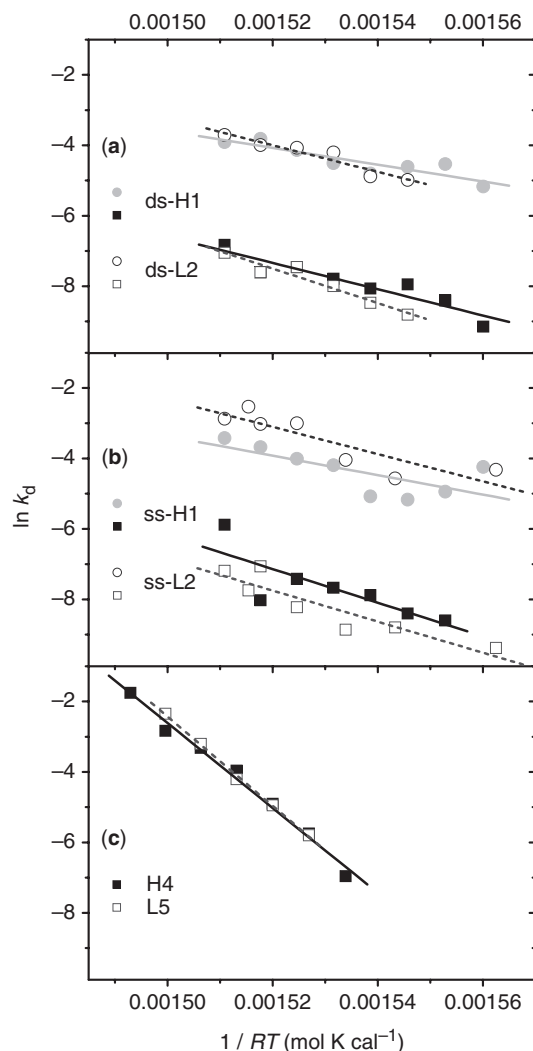 0.00150 0.00152 0.00154 0.00156
−2
−4
(a)
ds-H1
−6
ds-L2
−8
−2
−4
(b)
ss-H1
ln kd
−6
ss-L2
−8
−2
−4
−6
(c)
H4
−8
L5
0.00150 0.00152 0.00154 0.00156
1 / RT (mol K cal⁻¹)